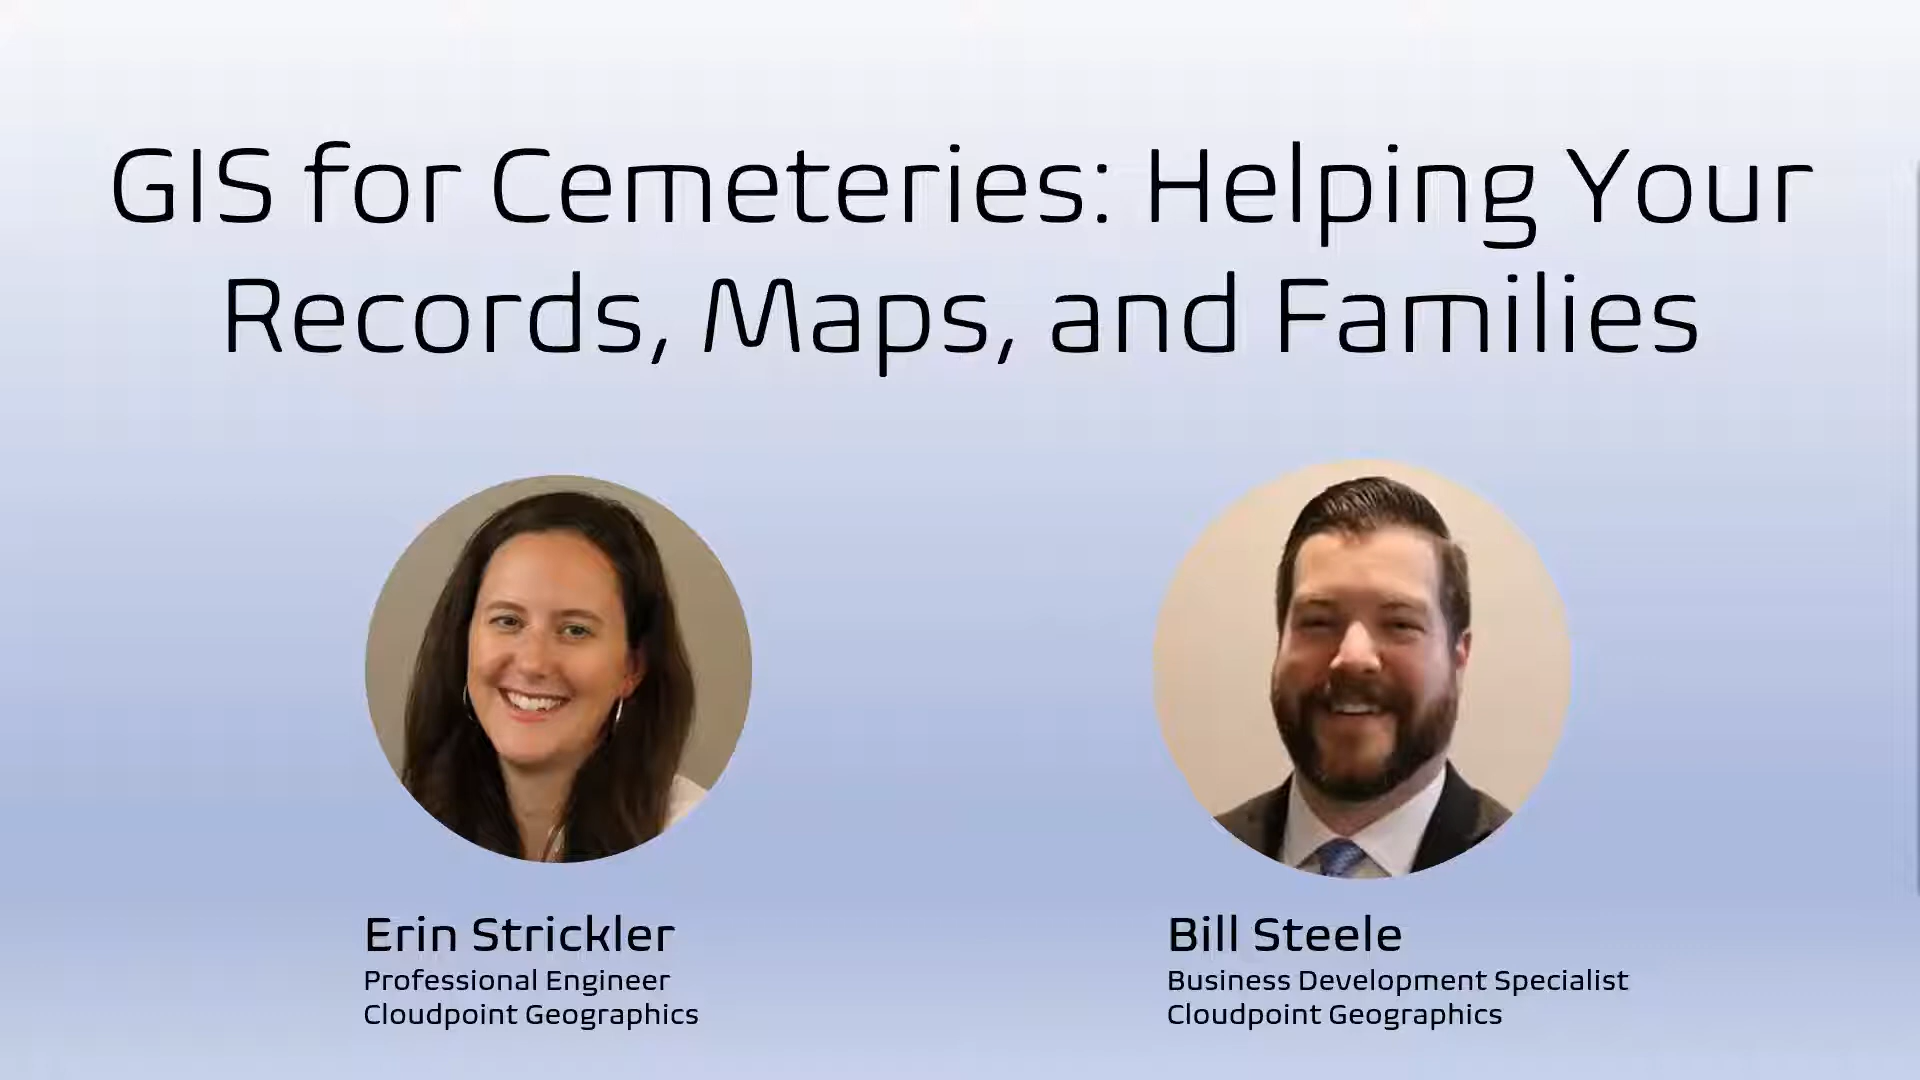 GIS for Cemeteries: Helping Your
Records, Maps, and Families
Erin Strickler
Professional Engineer
Cloudpoint Geographics
Bill Steele
Business Development Specialist
Cloudpoint Geographics